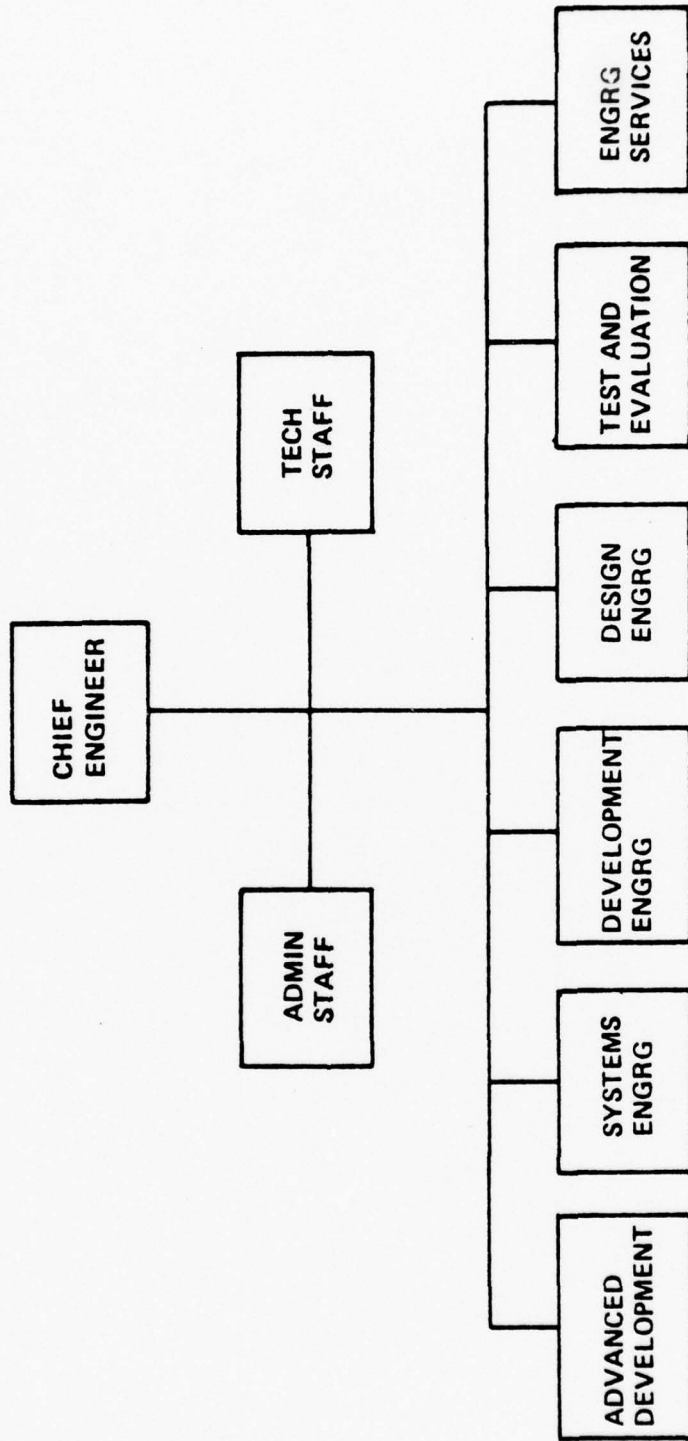 CHIEF
ENGINEER
ADMIN
STAFF
TECH
STAFF
ADVANCED
DEVELOPMENT
SYSTEMS
ENGRG
DEVELOPMENT
ENGRG
DESIGN
ENGRG
TEST AND
EVALUATION
ENGRG
SERVICES